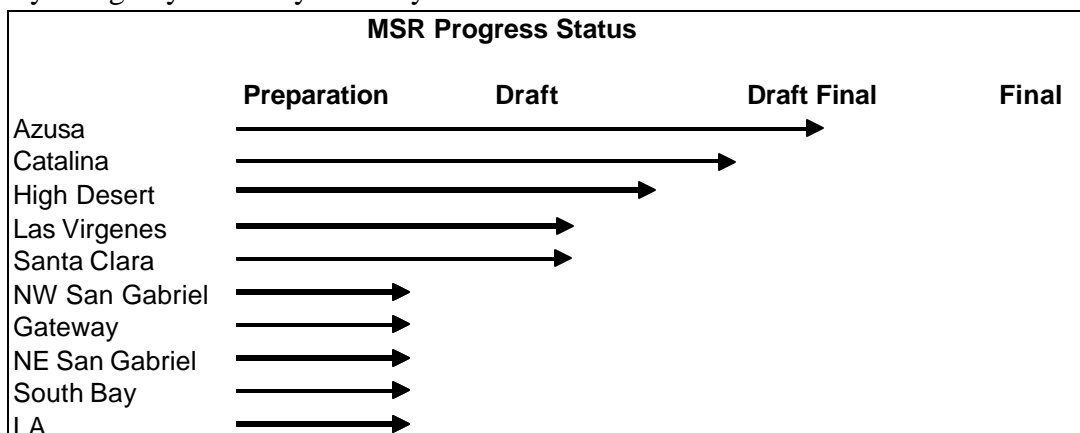 MSR Progress Status
Preparation Draft Draft Final Final
Azusa
Catalina
High Desert
Las Virgenes
Santa Clara
NW San Gabriel
Gateway
NE San Gabriel
South Bay
LA